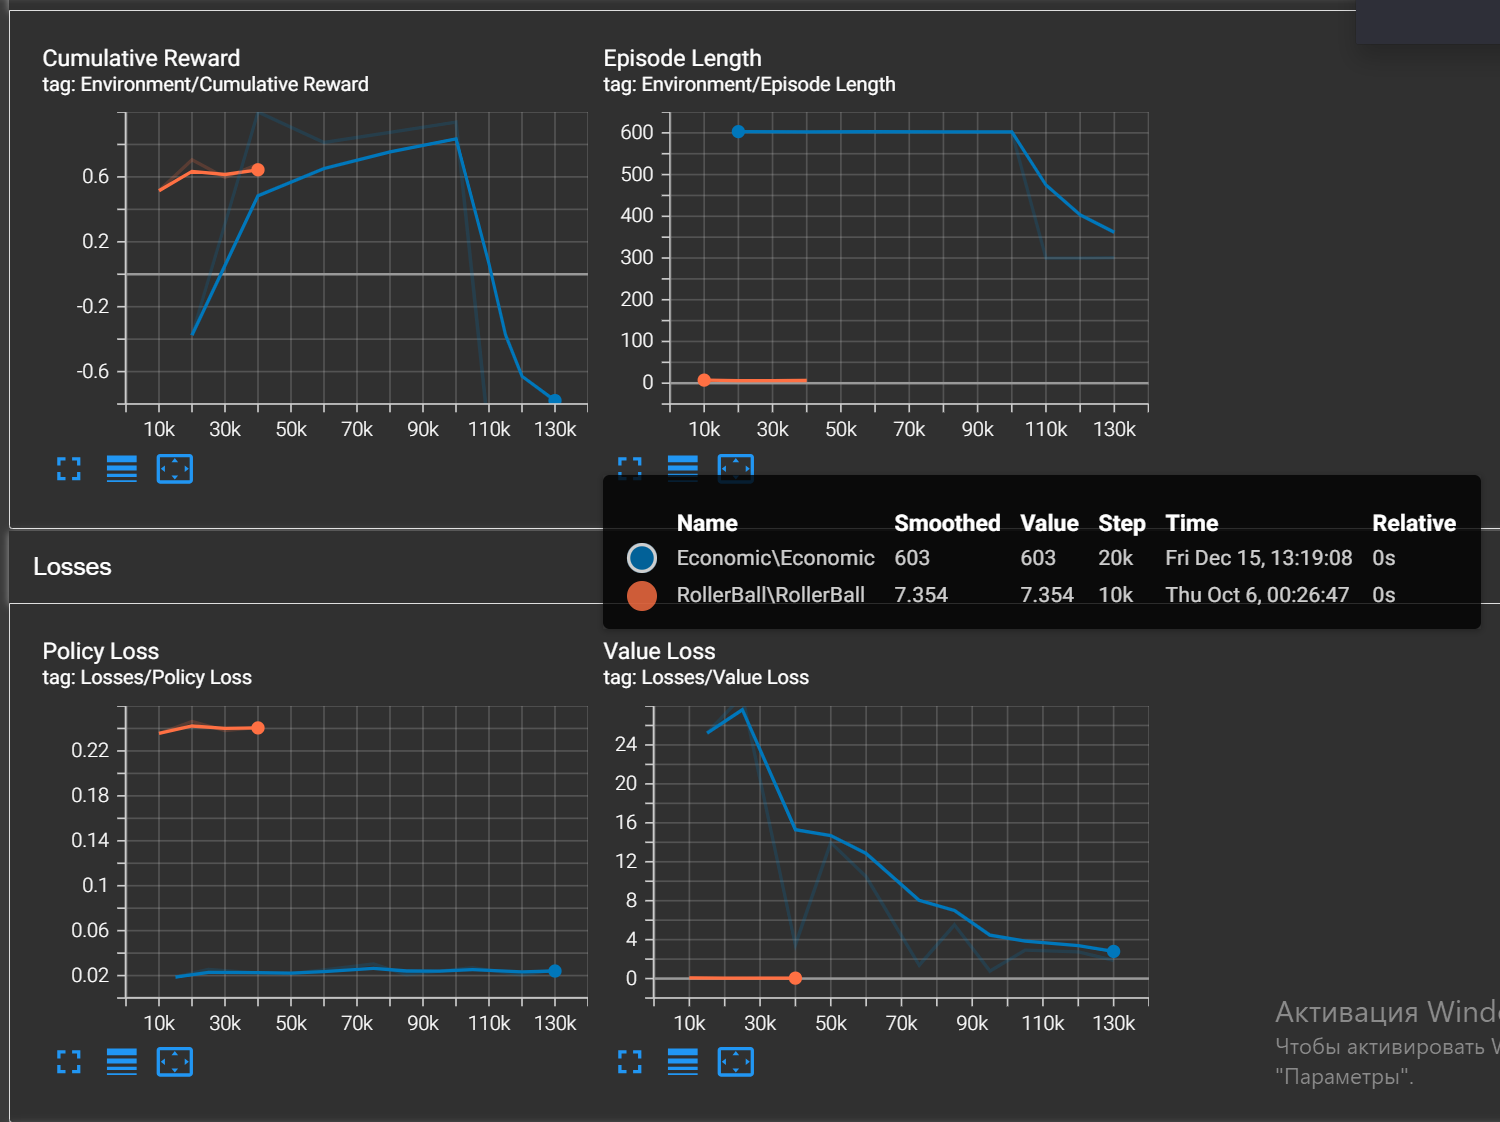 Cumulative Reward
tag: Environment/Cumulative Reward
0.6
0.2
-0.2
-0.6
10k 30k 50k 70k 90k 110k 130k
Episode Length
tag: Environment/Episode Length
600
500
400
300
200
100
0
10k 30k 50k 70k 90k 110k 130k
Name Smoothed Value Step Time Relative
Economic\Economic 603 603 20k Fri Dec 15, 13:19:08 0s
RollerBall\RollerBall 7.354 7.354 10k Thu Oct 6, 00:26:47 0s
Losses
Policy Loss
tag: Losses/Policy Loss
0.22
0.18
0.14
0.1
0.06
0.02
10k 30k 50k 70k 90k 110k 130k
Value Loss
tag: Losses/Value Loss
24
20
16
12
8
4
0
10k 30k 50k 70k 90k 110k 130k
Активация Wind
Чтобы активировать
"Параметры".